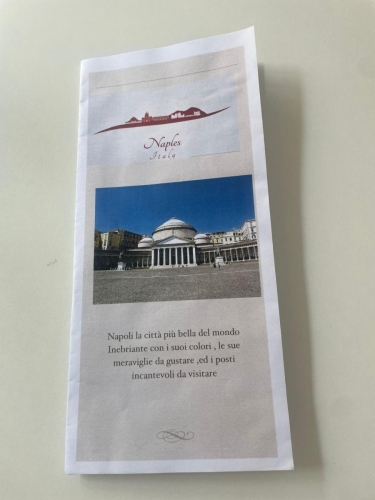 Naples
Italy
Napoli la città più bella del mondo
Inebriante con i suoi colori , le sue
meraviglie da gustare ,ed i posti
incantevoli da visitare